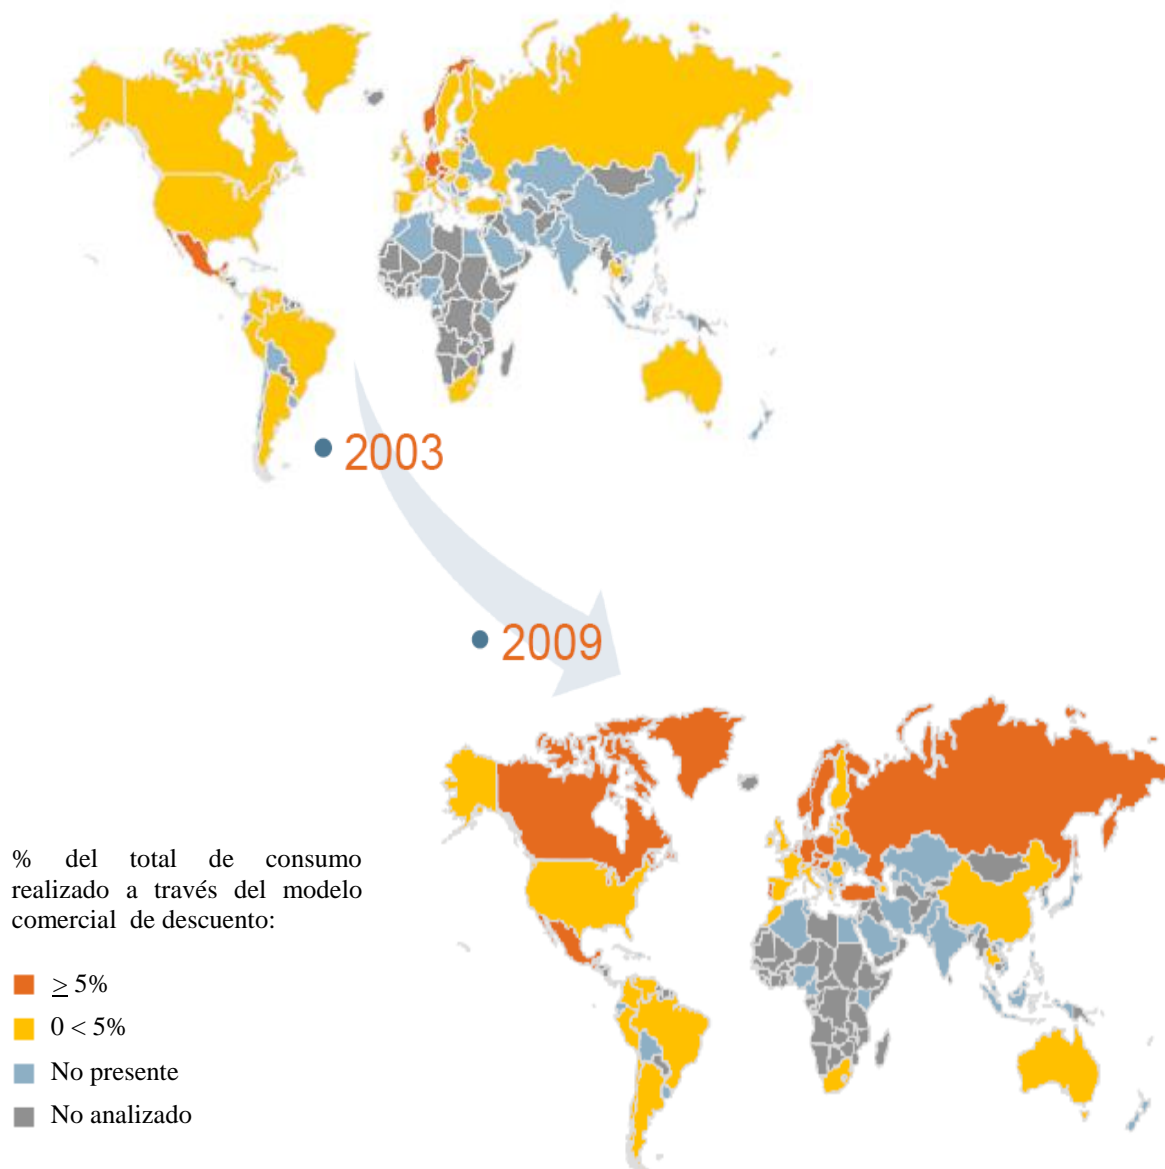 2003
2009
% del total de consumo
realizado a través del modelo
comercial de descuento:
≥ 5%
0 < 5%
No presente
No analizado